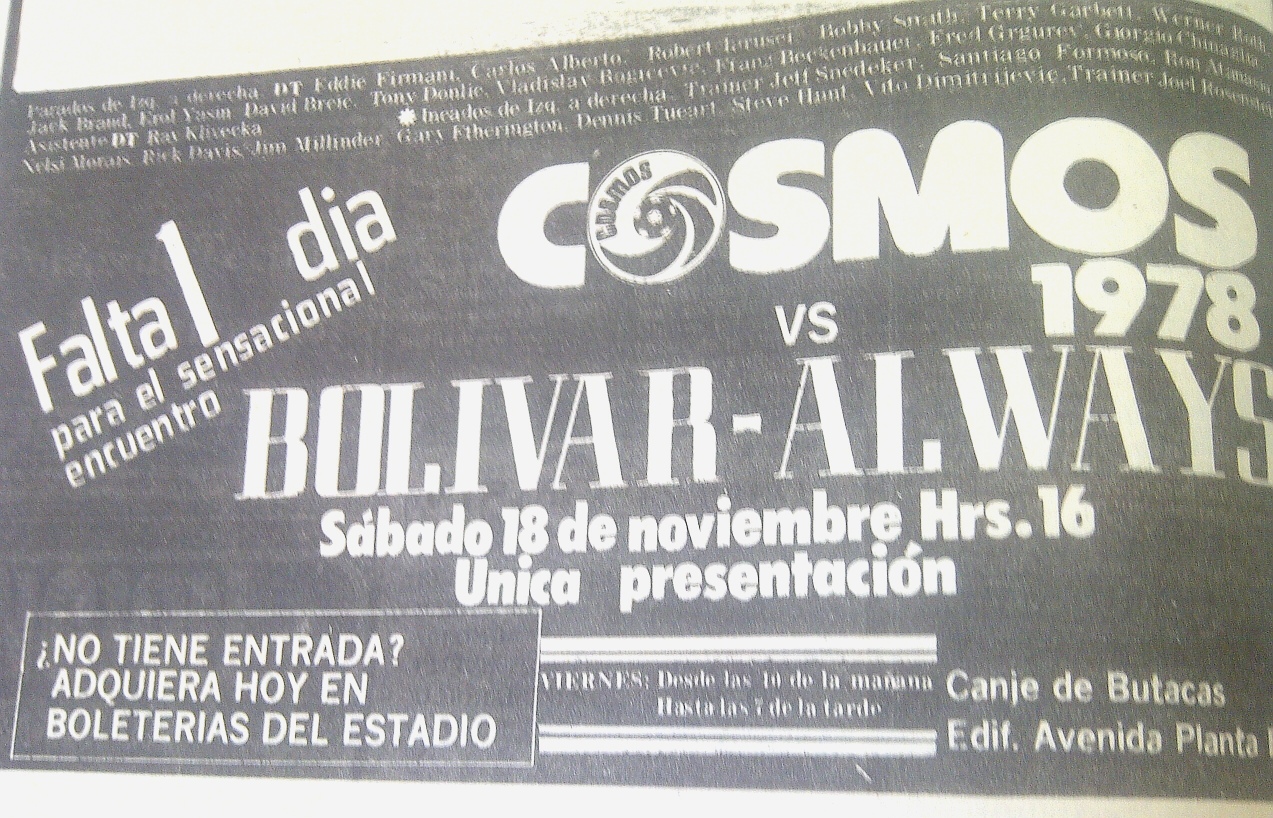 Parados de Izq. a derecha. DT Eddie Firmani, Carlos Alberto, Robert Iarusci, Bobby Smith, Terry Garbett, Werner Roth
Jack Brand, Erol Yasin, David Breic, Tony Donlic, Vladislav Bogicevic, Franz Beckenbauer, Fred Grgurev, Giorgio Chinaglia
Asistente DT Ray Klivecka ✱ Incados de Izq. a derecha. Trainer Jeff Snedeker, Santiago Formoso, Ron Atanasio
Nelsi Morais, Rick Davis, Jim Millinder, Gary Etherington, Dennis Tueart, Steve Hunt, Vito Dimitrijevic, Trainer Joel
Falta 1 dia
para el sensacional
encuentro
COSMOS
COSMOS
1978
VS
BOLIVAR-ALWAYS
Sábado 18 de noviembre Hrs. 16
Unica presentación
¿NO TIENE ENTRADA?
ADQUIERA HOY EN
BOLETERIAS DEL ESTADIO
VIERNES: Desde las 10 de la mañana
Hasta las 7 de la tarde
Canje de Butacas
Edif. Avenida Planta